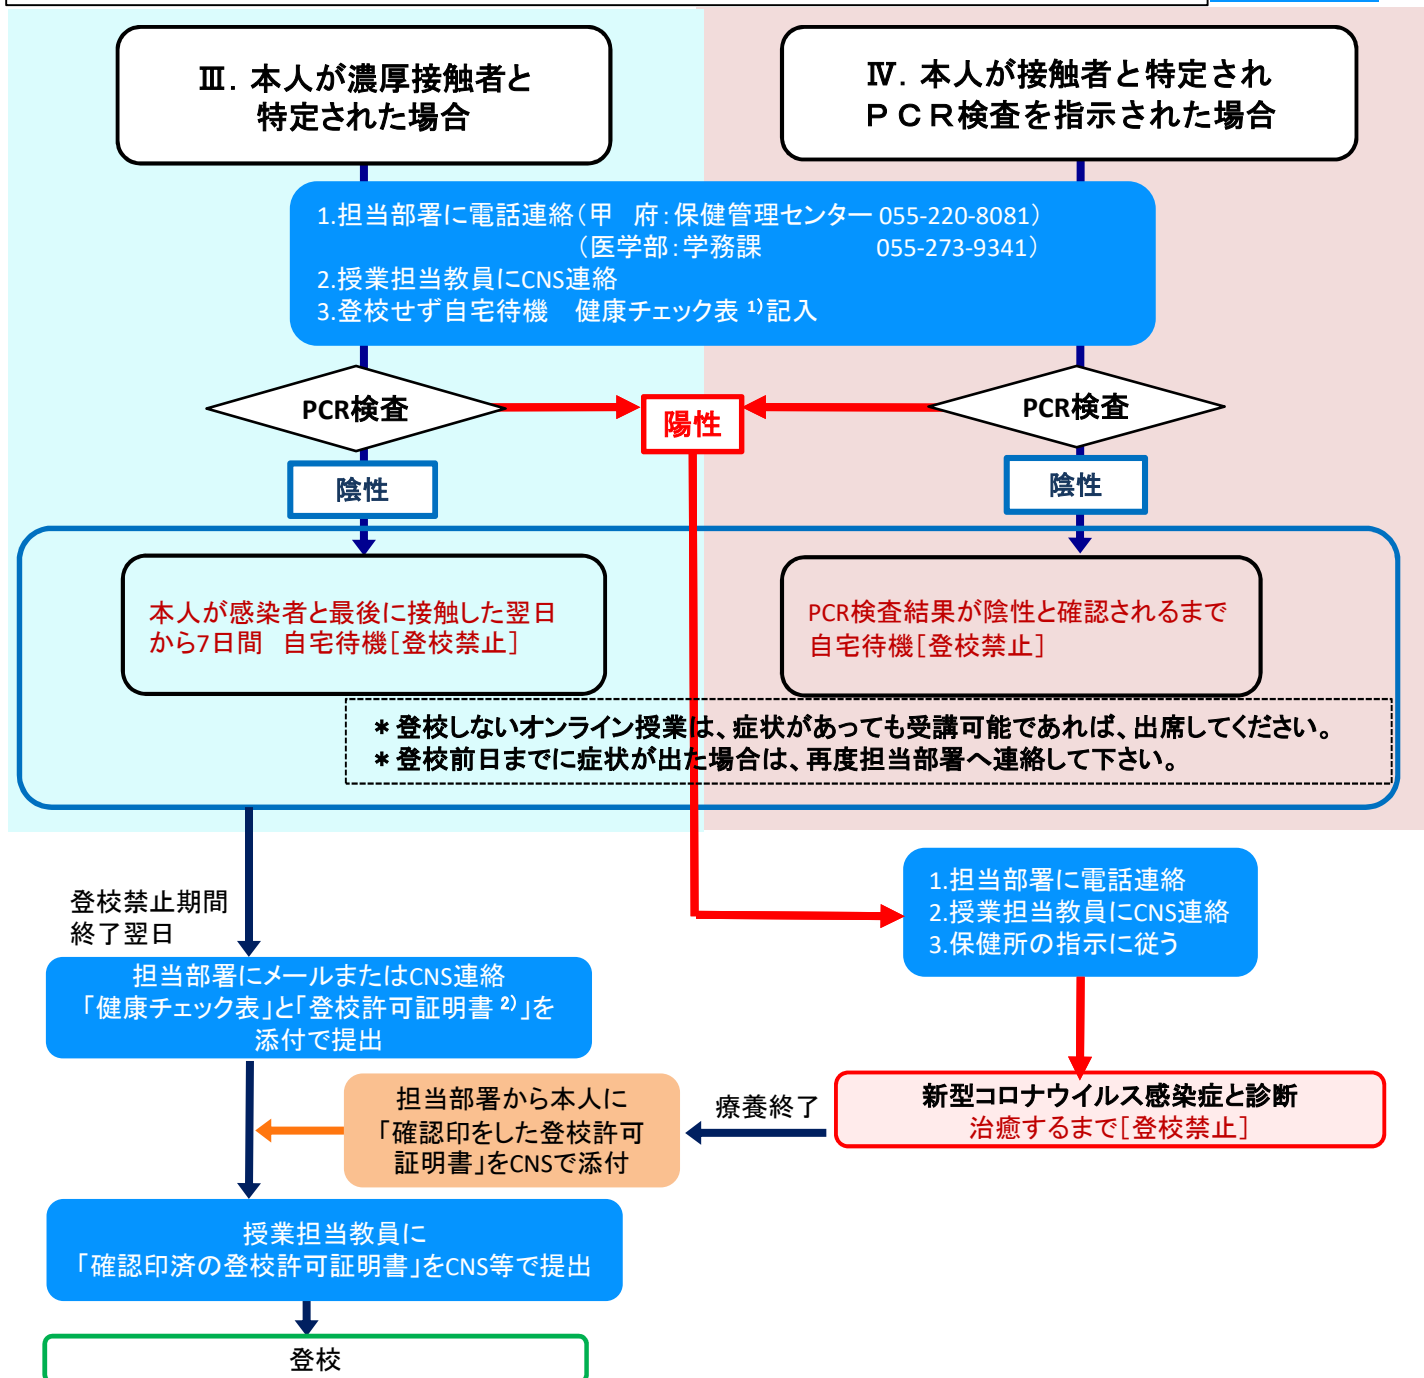 Ⅲ．本人が濃厚接触者と
特定された場合
Ⅳ．本人が接触者と特定され
ＰＣＲ検査を指示された場合
1.担当部署に電話連絡（甲　府：保健管理センター 055-220-8081）
（医学部：学務課　055-273-9341）
2.授業担当教員にCNS連絡
3.登校せず自宅待機　健康チェック表 1）記入
PCR検査
陽性
PCR検査
陰性
陰性
本人が感染者と最後に接触した翌日
から7日間　自宅待機［登校禁止］
PCR検査結果が陰性と確認されるまで
自宅待機［登校禁止］
＊登校しないオンライン授業は、症状があっても受講可能であれば、出席してください。
＊登校前日までに症状が出た場合は、再度担当部署へ連絡して下さい。
登校禁止期間
終了翌日
1.担当部署に電話連絡
2.授業担当教員にCNS連絡
3.保健所の指示に従う
担当部署にメールまたはCNS連絡
「健康チェック表」と「登校許可証明書 2）」を
添付で提出
新型コロナウイルス感染症と診断
治癒するまで［登校禁止］
療養終了
担当部署から本人に
「確認印をした登校許可
証明書」をCNSで添付
授業担当教員に
「確認印済の登校許可証明書」をCNS等で提出
登校